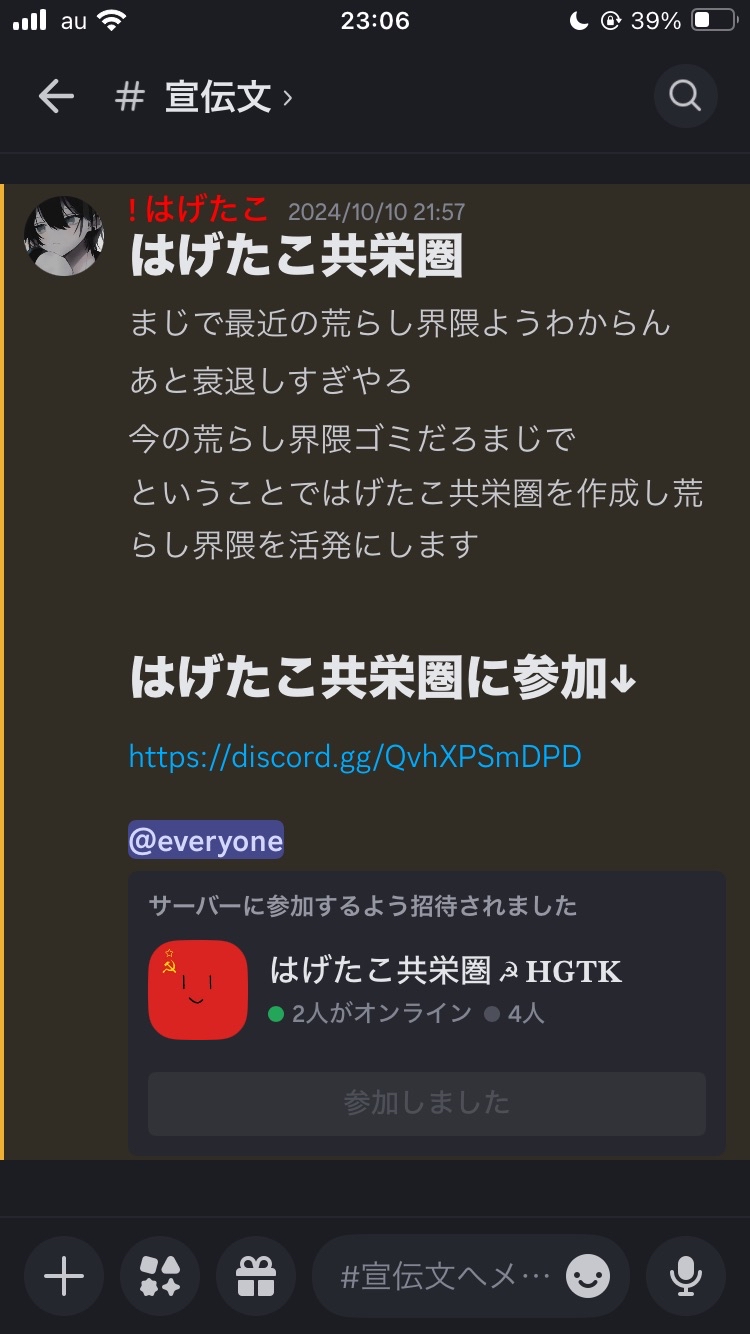 au 23:06 39%
# 宣伝文 ›
! はげたこ 2024/10/10 21:57
はげたこ共栄圏
まじで最近の荒らし界隈ようわからん
あと衰退しすぎやろ
今の荒らし界隈ゴミだろまじで
ということではげたこ共栄圏を作成し荒
らし界隈を活発にします
はげたこ共栄圏に参加↓
https://discord.gg/QvhXPSmDPD
@everyone
サーバーに参加するよう招待されました
はげたこ共栄圏☭HGTK
2人がオンライン 4人
参加しました
#宣伝文へメ…